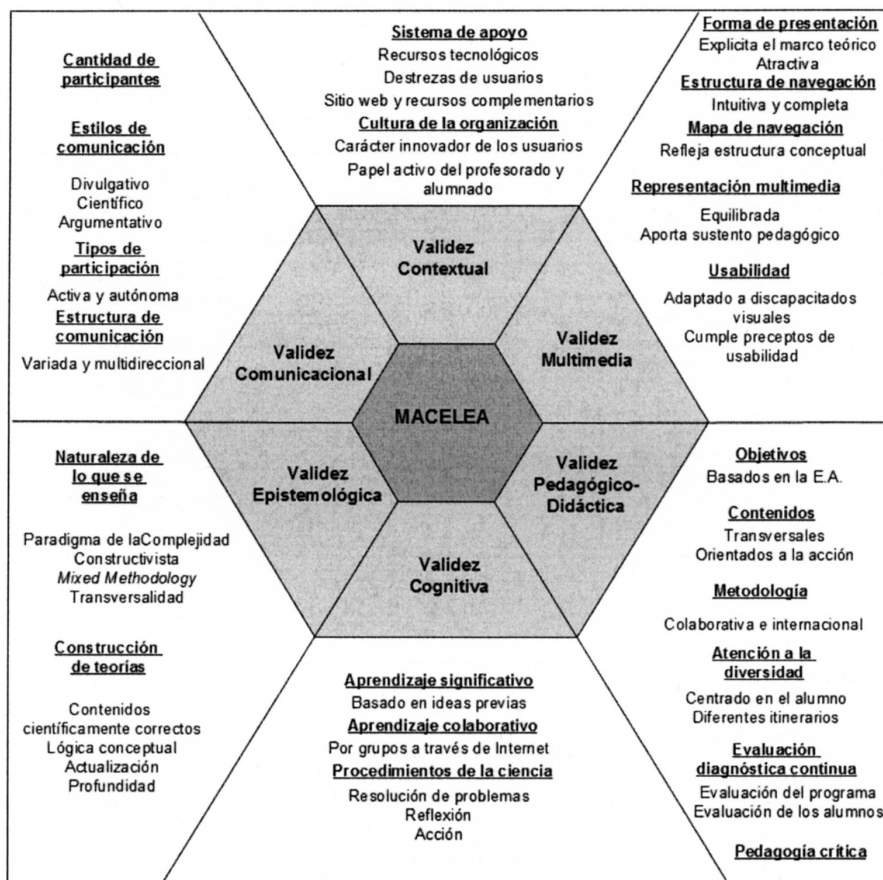 Cantidad de
participantes
Estilos de
comunicación
Divulgativo
Científico
Argumentativo
Tipos de
participación
Activa y autónoma
Estructura de
comunicación
Variada y multidireccional
Sistema de apoyo
Recursos tecnológicos
Destrezas de usuarios
Sitio web y recursos complementarios
Cultura de la organización
Carácter innovador de los usuarios
Papel activo del profesorado y
alumnado
Forma de presentación
Explicita el marco teórico
Atractiva
Estructura de navegación
Intuitiva y completa
Mapa de navegación
Refleja estructura conceptual
Representación multimedia
Equilibrada
Aporta sustento pedagógico
Usabilidad
Adaptado a discapacitados
visuales
Cumple preceptos de
usabilidad
Validez
Contextual
Validez
Comunicacional
Validez
Multimedia
MACELEA
Validez
Epistemológica
Validez
Pedagógico-
Didáctica
Validez
Cognitiva
Naturaleza de
lo que se
enseña
Paradigma de laComplejidad
Constructivista
Mixed Methodology
Transversalidad
Construcción
de teorías
Contenidos
científicamente correctos
Lógica conceptual
Actualización
Profundidad
Aprendizaje significativo
Basado en ideas previas
Aprendizaje colaborativo
Por grupos a través de Internet
Procedimientos de la ciencia
Resolución de problemas
Reflexión
Acción
Objetivos
Basados en la E.A.
Contenidos
Transversales
Orientados a la acción
Metodología
Colaborativa e internacional
Atención a la
diversidad
Centrado en el alumno
Diferentes itinerarios
Evaluación
diagnóstica continua
Evaluación del programa
Evaluación de los alumnos
Pedagogía crítica